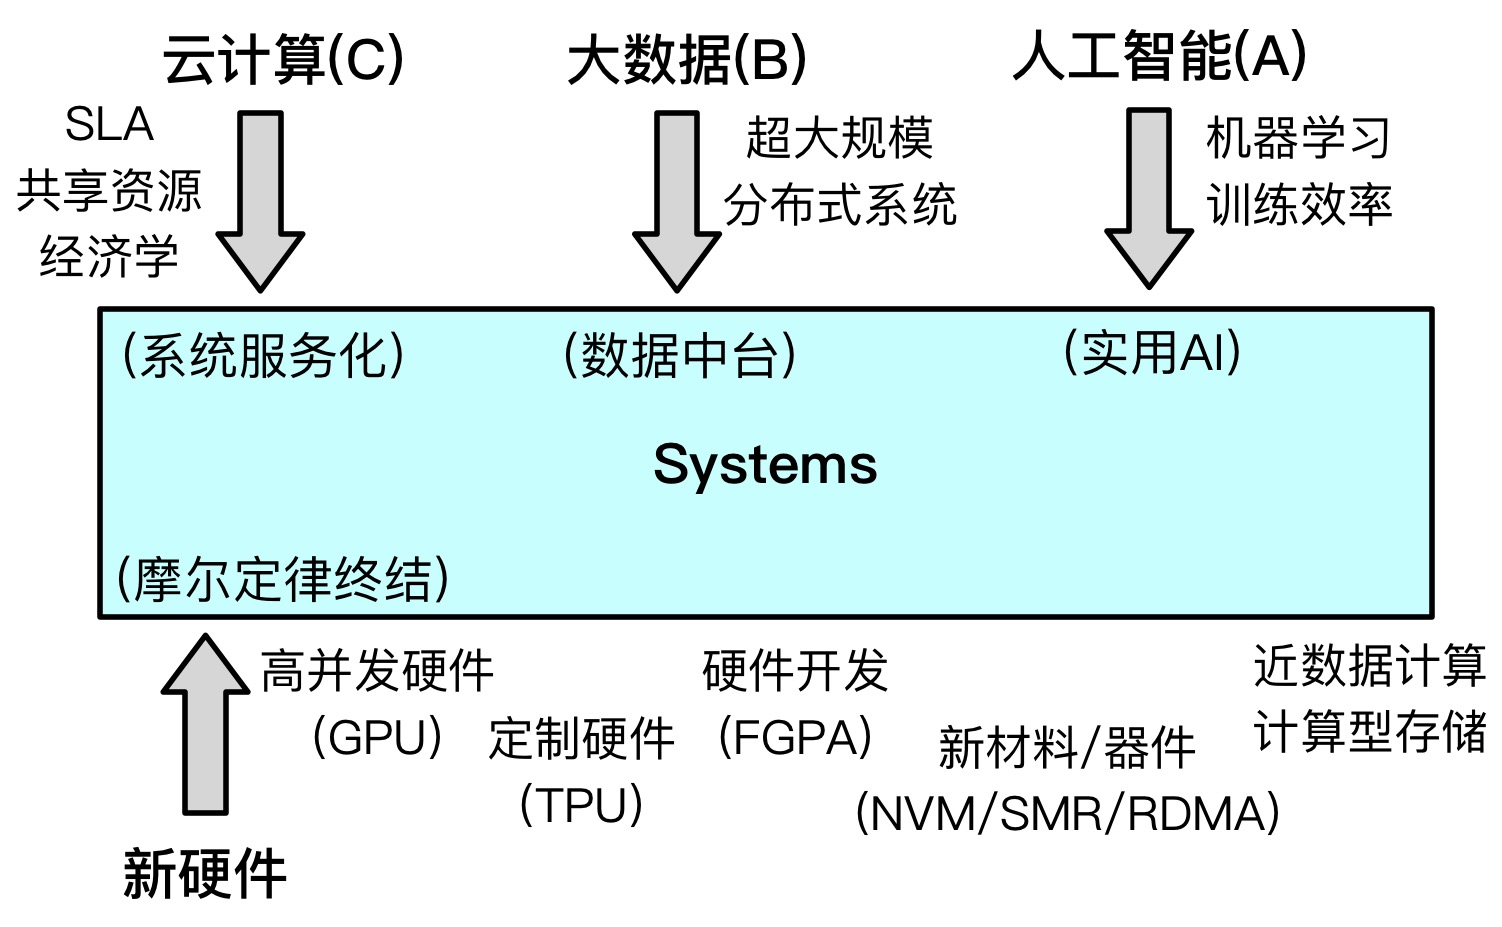 云计算(C)
大数据(B)
人工智能(A)
SLA
共享资源
经济学
超大规模
分布式系统
机器学习
训练效率
(系统服务化)
(数据中台)
(实用AI)
Systems
(摩尔定律终结)
高并发硬件
(GPU)
定制硬件
(TPU)
硬件开发
(FGPA)
新材料/器件
(NVM/SMR/RDMA)
近数据计算
计算型存储
新硬件